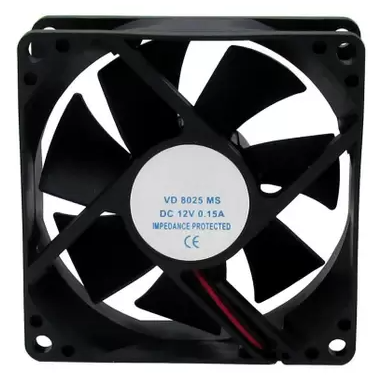 VD 8025 MS
DC 12V 0.15A
IMPEDANCE PROTECTED
CE